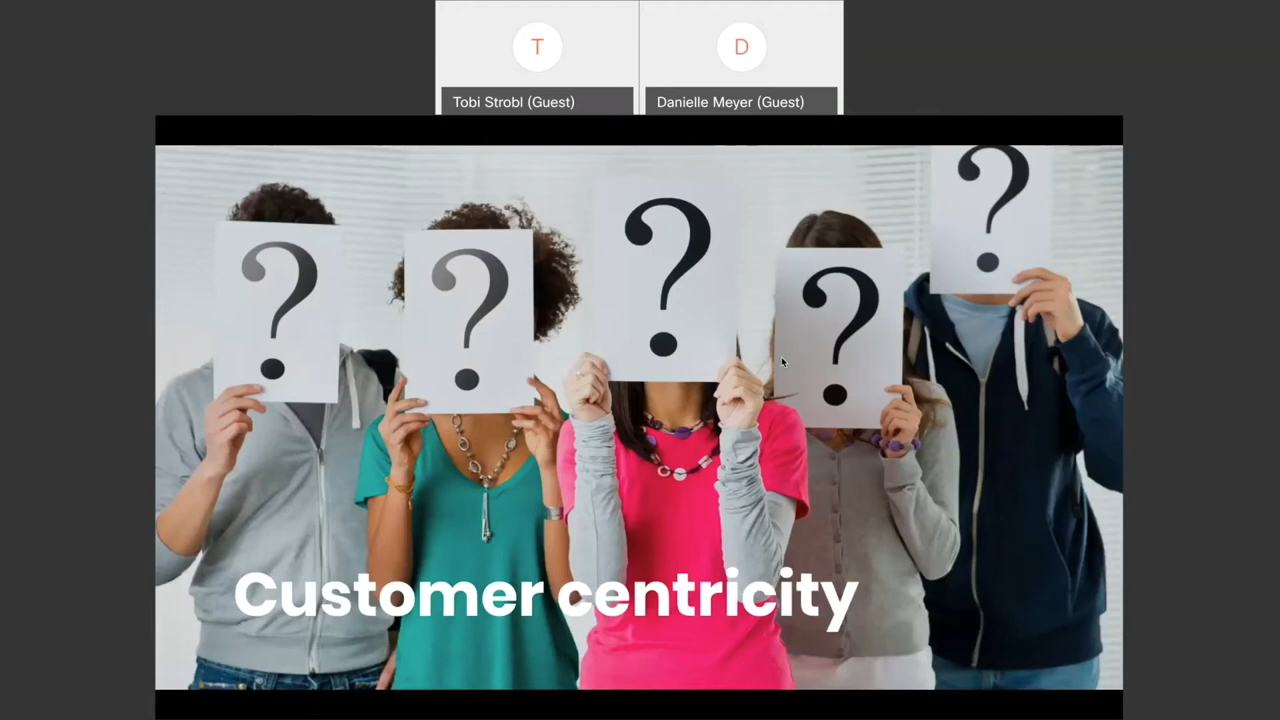 T
D
Tobi Strobl (Guest)
Danielle Meyer (Guest)
?
?
?
?
?
Customer centricity